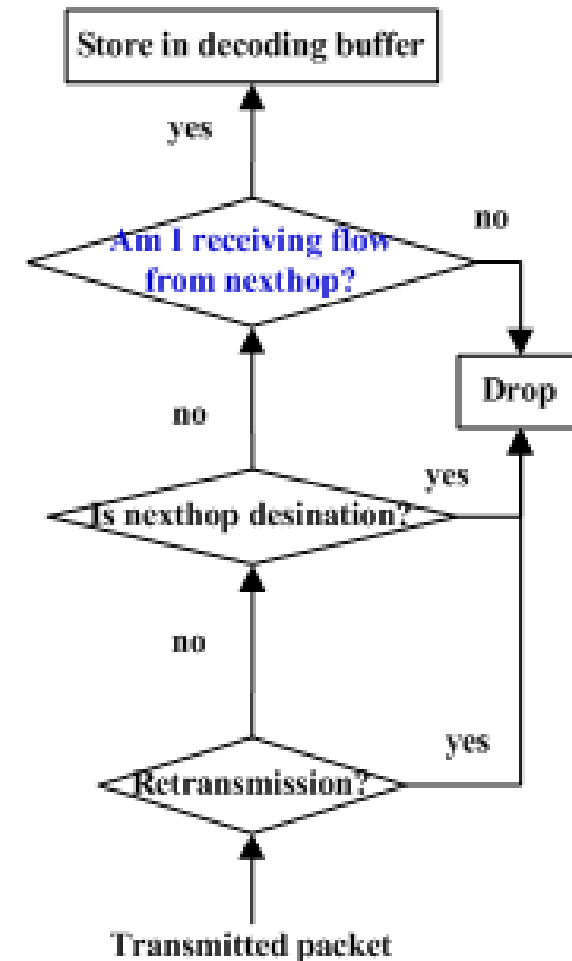 Store in decoding buffer
yes
Am I receiving flow
from nexthop?
no
Drop
no
yes
Is nexthop desination?
no
yes
Retransmission?
Transmitted packet